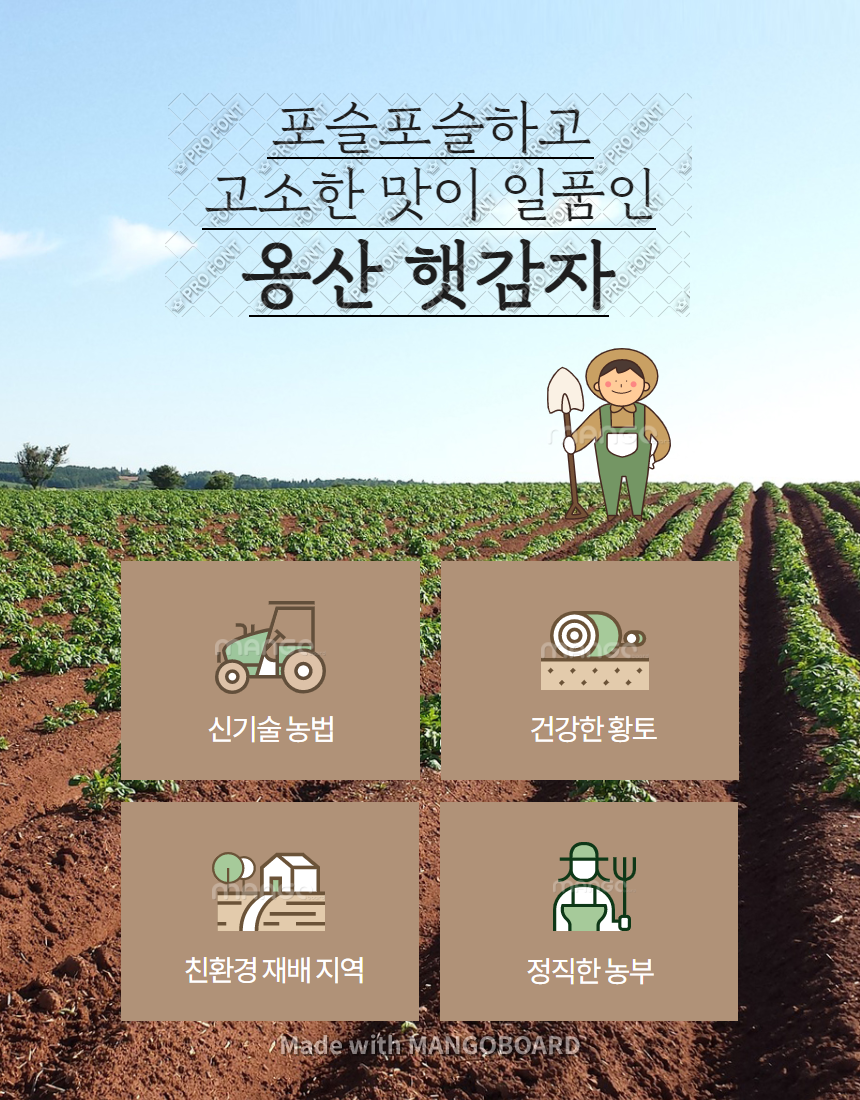 포슬포슬하고
고소한 맛이 일품인
옹산 햇감자
신기술 농법
건강한 황토
친환경 재배 지역
정직한 농부
Made with MANGOBOARD